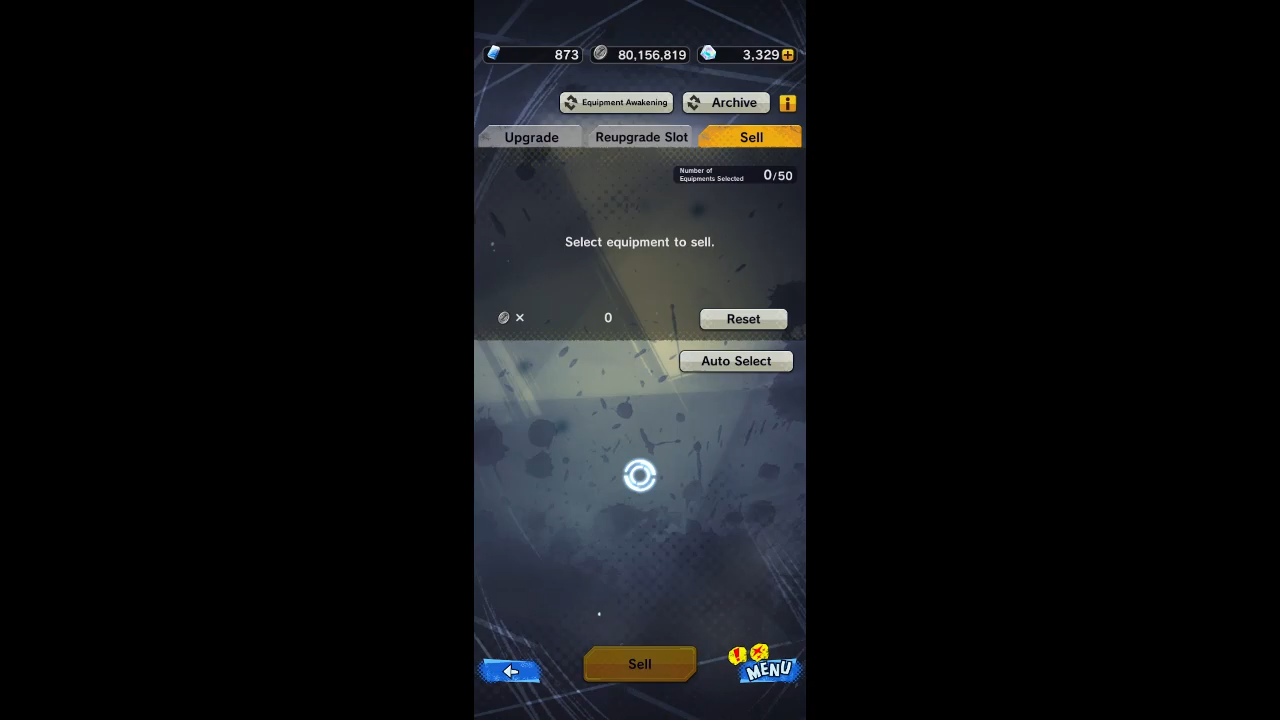 873 80,156,819 3,329
Equipment Awakening Archive
Upgrade Reupgrade Slot Sell
Number of
Equipments Selected 0/50
Select equipment to sell.
× 0 Reset
Auto Select
Sell MENU